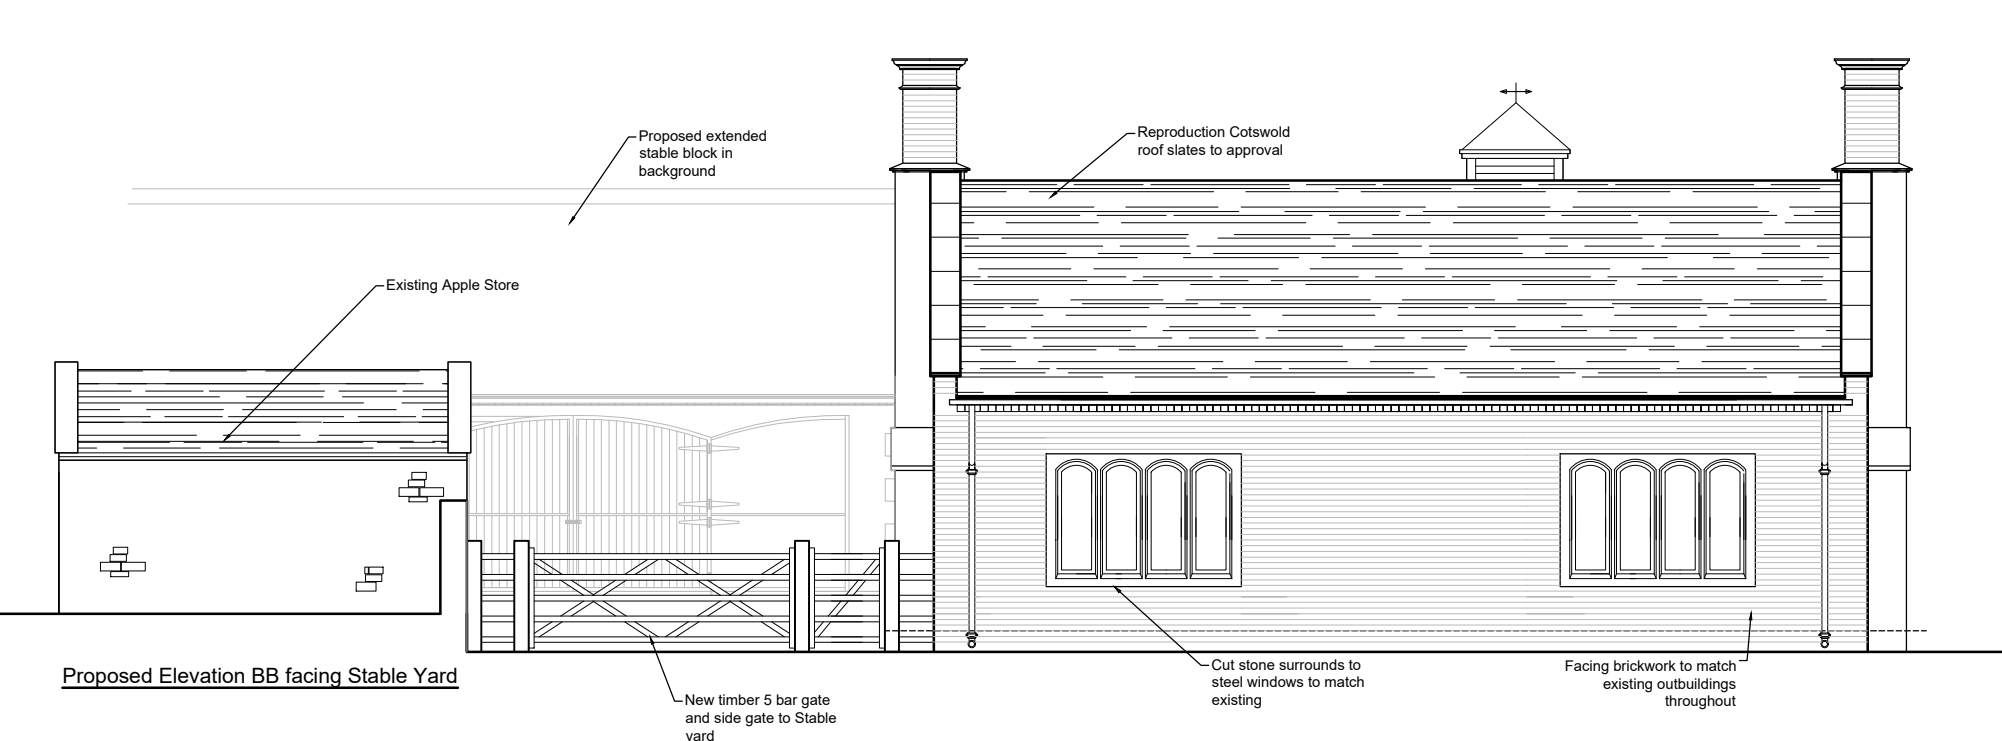 Proposed extended
stable block in
background
Reproduction Cotswold
roof slates to approval
Existing Apple Store
Proposed Elevation BB facing Stable Yard
New timber 5 bar gate
and side gate to Stable
yard
Cut stone surrounds to
steel windows to match
existing
Facing brickwork to match
existing outbuildings
throughout